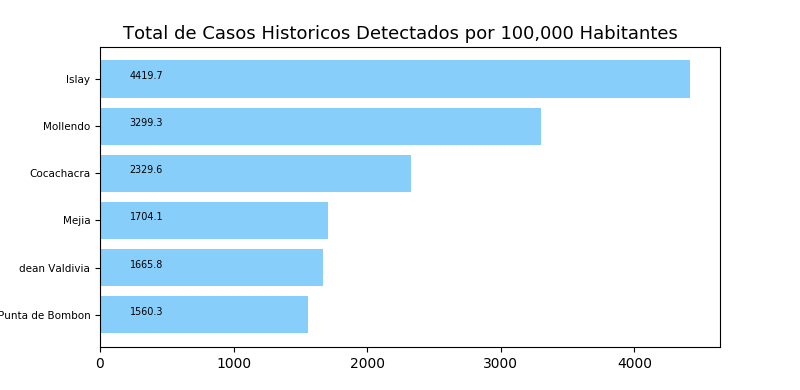 Total de Casos Historicos Detectados por 100,000 Habitantes
Islay 4419.7
Mollendo 3299.3
Cocachacra 2329.6
Mejia 1704.1
dean Valdivia 1665.8
Punta de Bombon 1560.3
0 1000 2000 3000 4000